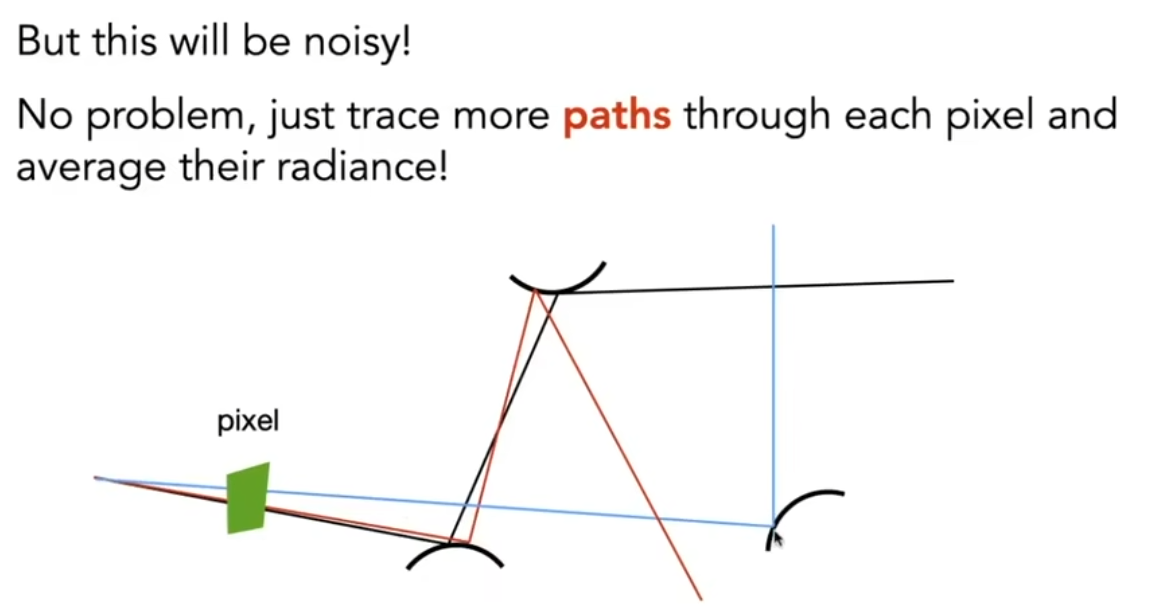 But this will be noisy!
No problem, just trace more paths through each pixel and
average their radiance!
pixel